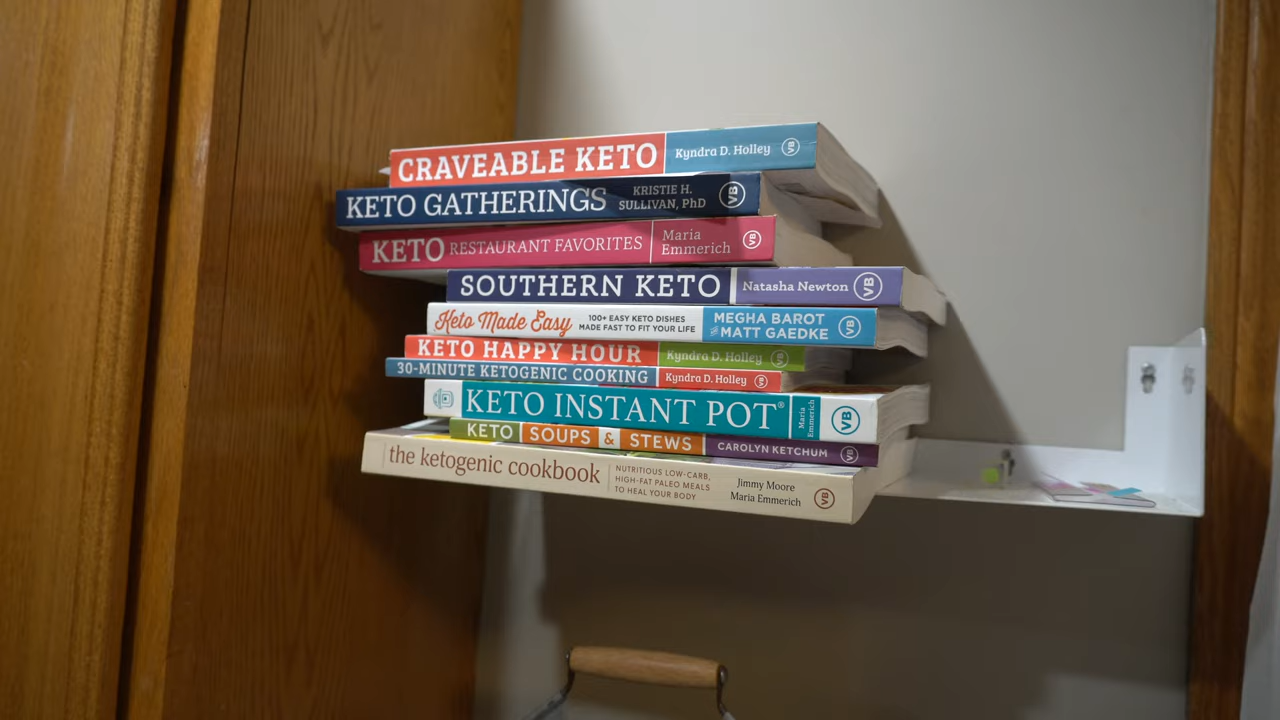 CRAVEABLE KETO Kyndra D. Holley VB
KETO GATHERINGS KRISTIE H. SULLIVAN, PhD VB
KETO RESTAURANT FAVORITES Maria Emmerich VB
SOUTHERN KETO Natasha Newton VB
Keto Made Easy 100+ EASY KETO DISHES MADE FAST TO FIT YOUR LIFE MEGHA BAROT and MATT GAEDKE VB
KETO HAPPY HOUR Kyndra D. Holley VB
30-MINUTE KETOGENIC COOKING Kyndra D. Holley VB
KETO INSTANT POT® Maria Emmerich VB
KETO SOUPS & STEWS CAROLYN KETCHUM VB
the ketogenic cookbook NUTRITIOUS LOW-CARB, HIGH-FAT PALEO MEALS TO HEAL YOUR BODY Jimmy Moore Maria Emmerich VB